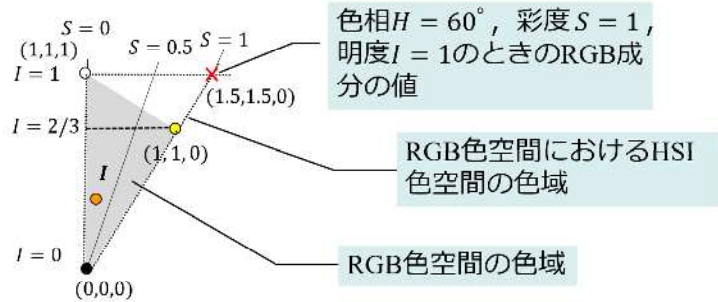 S = 0
(1,1,1)
S = 0.5
S = 1
I = 1
(1.5,1.5,0)
I = 2/3
(1,1,0)
I
I = 0
(0,0,0)
色相H = 60°, 彩度S = 1,
明度I = 1のときのRGB成
分の値
RGB色空間におけるHSI
色空間の色域
RGB色空間の色域